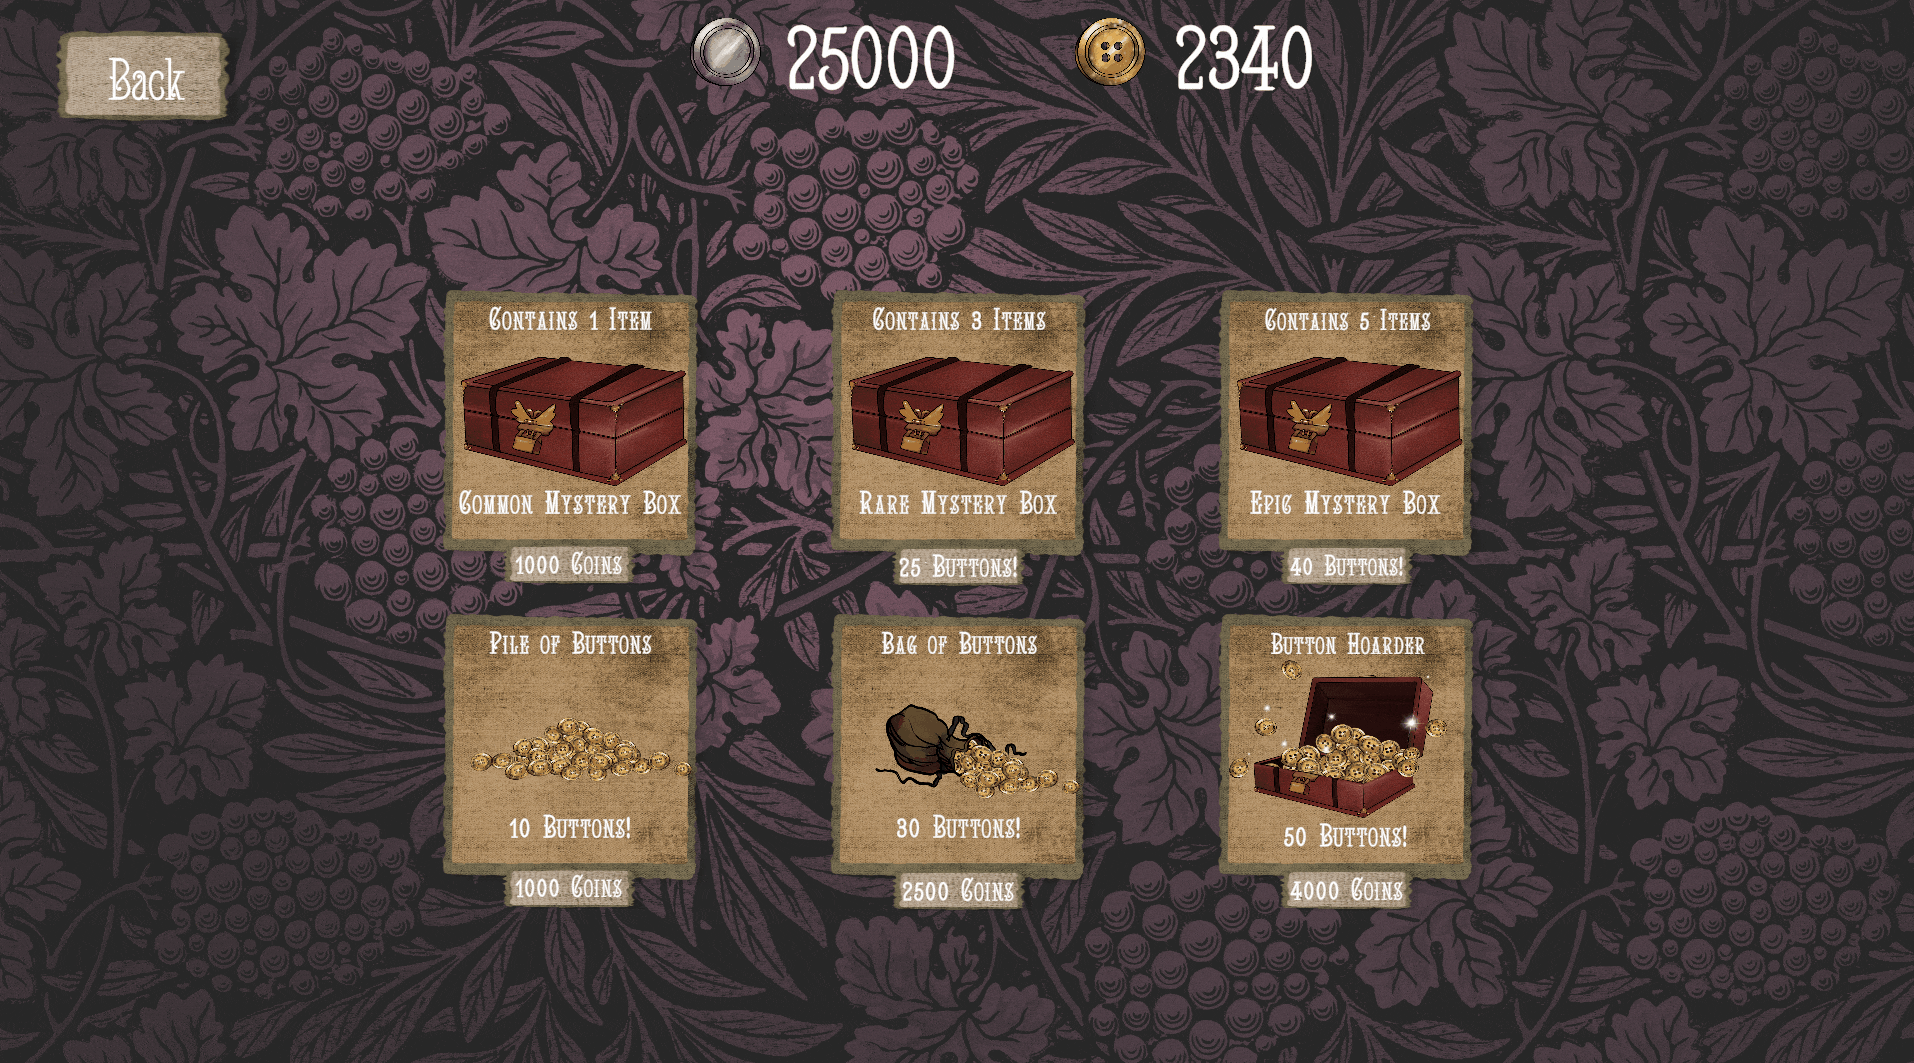 Back
25000
2340
Contains 1 Item
Common Mystery Box
1000 Coins
Contains 3 Items
Rare Mystery Box
25 Buttons!
Contains 5 Items
Epic Mystery Box
40 Buttons!
Pile of Buttons
10 Buttons!
1000 Coins
Bag of Buttons
30 Buttons!
2500 Coins
Button Hoarder
50 Buttons!
4000 Coins